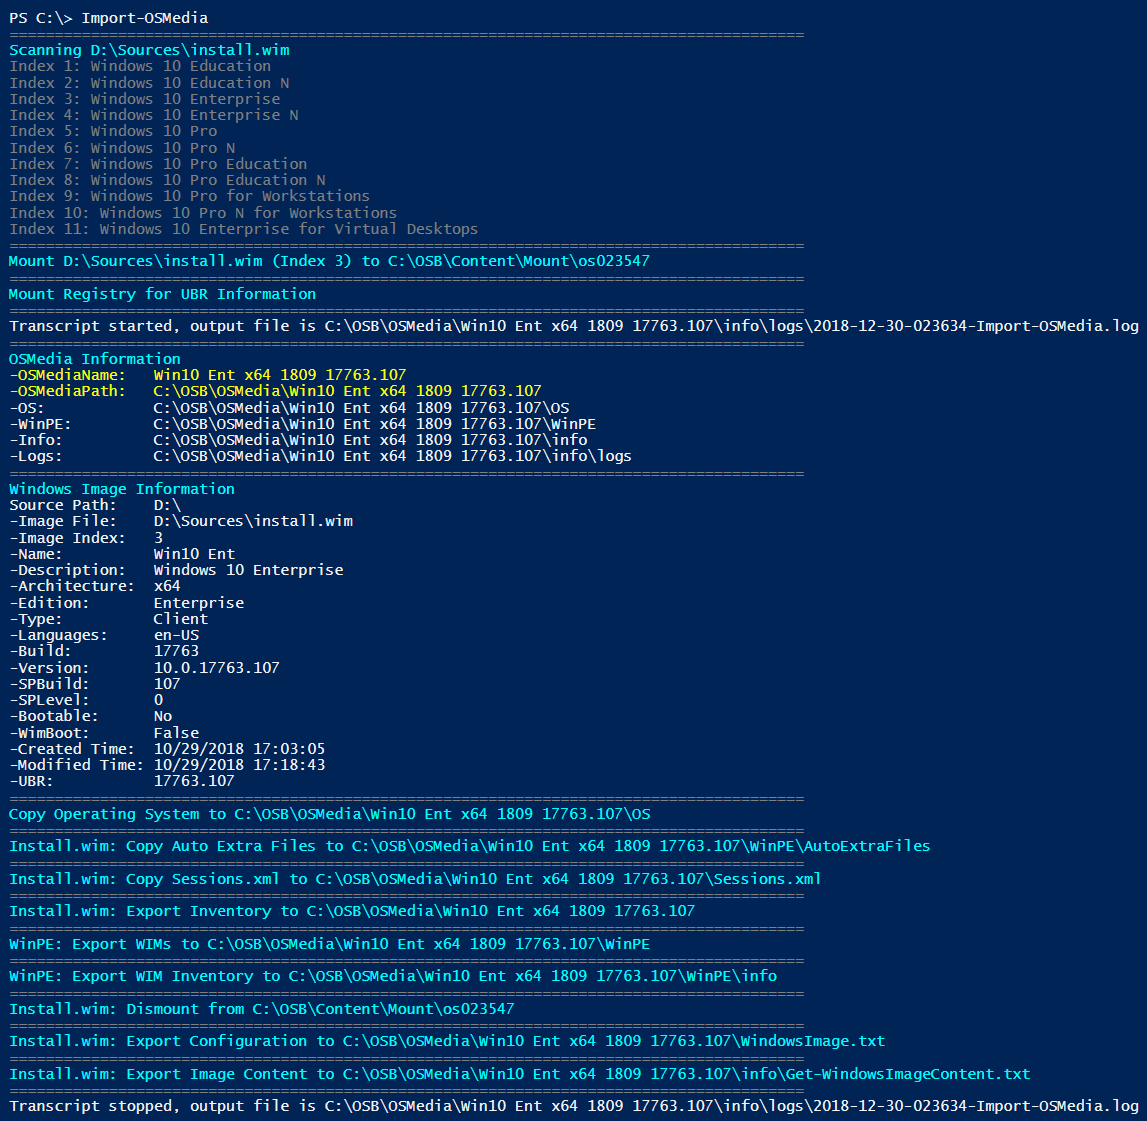 PS C:\> Import-OSMedia
========================================================================================
Scanning D:\Sources\install.wim
Index 1: Windows 10 Education
Index 2: Windows 10 Education N
Index 3: Windows 10 Enterprise
Index 4: Windows 10 Enterprise N
Index 5: Windows 10 Pro
Index 6: Windows 10 Pro N
Index 7: Windows 10 Pro Education
Index 8: Windows 10 Pro Education N
Index 9: Windows 10 Pro for Workstations
Index 10: Windows 10 Pro N for Workstations
Index 11: Windows 10 Enterprise for Virtual Desktops
========================================================================================
Mount D:\Sources\install.wim (Index 3) to C:\OSB\Content\Mount\os023547
========================================================================================
Mount Registry for UBR Information
========================================================================================
Transcript started, output file is C:\OSB\OSMedia\Win10 Ent x64 1809 17763.107\info\logs\2018-12-30-023634-Import-OSMedia.log
========================================================================================
OSMedia Information
-OSMediaName:   Win10 Ent x64 1809 17763.107
-OSMediaPath:   C:\OSB\OSMedia\Win10 Ent x64 1809 17763.107
-OS:            C:\OSB\OSMedia\Win10 Ent x64 1809 17763.107\OS
-WinPE:         C:\OSB\OSMedia\Win10 Ent x64 1809 17763.107\WinPE
-Info:          C:\OSB\OSMedia\Win10 Ent x64 1809 17763.107\info
-Logs:          C:\OSB\OSMedia\Win10 Ent x64 1809 17763.107\info\logs
========================================================================================
Windows Image Information
Source Path:    D:\
-Image File:    D:\Sources\install.wim
-Image Index:   3
-Name:          Win10 Ent
-Description:   Windows 10 Enterprise
-Architecture:  x64
-Edition:       Enterprise
-Type:          Client
-Languages:     en-US
-Build:         17763
-Version:       10.0.17763.107
-SPBuild:       107
-SPLevel:       0
-Bootable:      No
-WimBoot:       False
-Created Time:  10/29/2018 17:03:05
-Modified Time: 10/29/2018 17:18:43
-UBR:           17763.107
========================================================================================
Copy Operating System to C:\OSB\OSMedia\Win10 Ent x64 1809 17763.107\OS
========================================================================================
Install.wim: Copy Auto Extra Files to C:\OSB\OSMedia\Win10 Ent x64 1809 17763.107\WinPE\AutoExtraFiles
========================================================================================
Install.wim: Copy Sessions.xml to C:\OSB\OSMedia\Win10 Ent x64 1809 17763.107\Sessions.xml
========================================================================================
Install.wim: Export Inventory to C:\OSB\OSMedia\Win10 Ent x64 1809 17763.107
========================================================================================
WinPE: Export WIMs to C:\OSB\OSMedia\Win10 Ent x64 1809 17763.107\WinPE
========================================================================================
WinPE: Export WIM Inventory to C:\OSB\OSMedia\Win10 Ent x64 1809 17763.107\WinPE\info
========================================================================================
Install.wim: Dismount from C:\OSB\Content\Mount\os023547
========================================================================================
Install.wim: Export Configuration to C:\OSB\OSMedia\Win10 Ent x64 1809 17763.107\WindowsImage.txt
========================================================================================
Install.wim: Export Image Content to C:\OSB\OSMedia\Win10 Ent x64 1809 17763.107\info\Get-WindowsImageContent.txt
========================================================================================
Transcript stopped, output file is C:\OSB\OSMedia\Win10 Ent x64 1809 17763.107\info\logs\2018-12-30-023634-Import-OSMedia.log